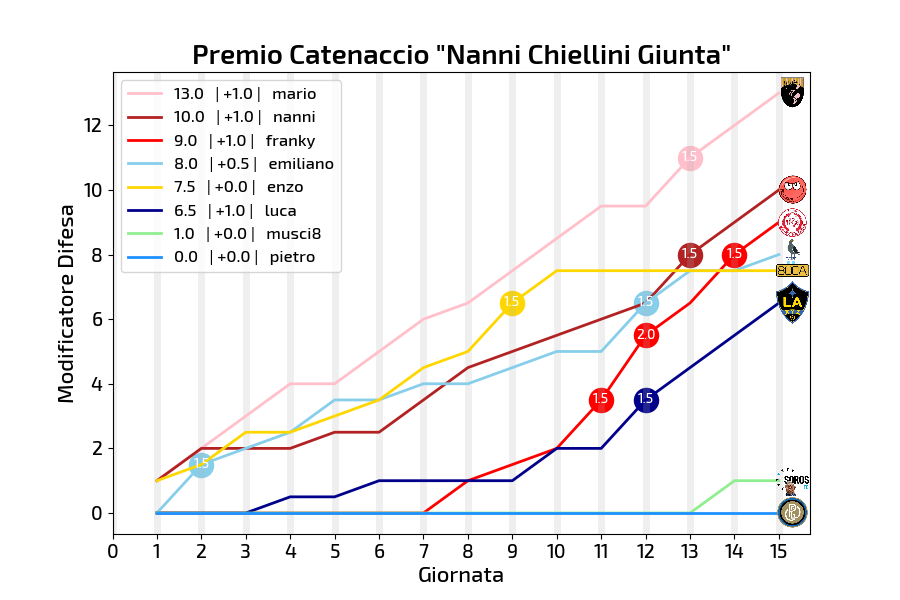 Premio Catenaccio "Nanni Chiellini Giunta"
13.0 | +1.0 | mario
10.0 | +1.0 | nanni
9.0 | +1.0 | franky
8.0 | +0.5 | emiliano
7.5 | +0.0 | enzo
6.5 | +1.0 | luca
1.0 | +0.0 | musci8
0.0 | +0.0 | pietro
Modificatore Difesa
12
10
8
6
4
2
0
1.5
1.5
1.5
1.5
1.5
2.0
1.5
1.5
1.5
BUCA
LA
SOROS
0 1 2 3 4 5 6 7 8 9 10 11 12 13 14 15
Giornata